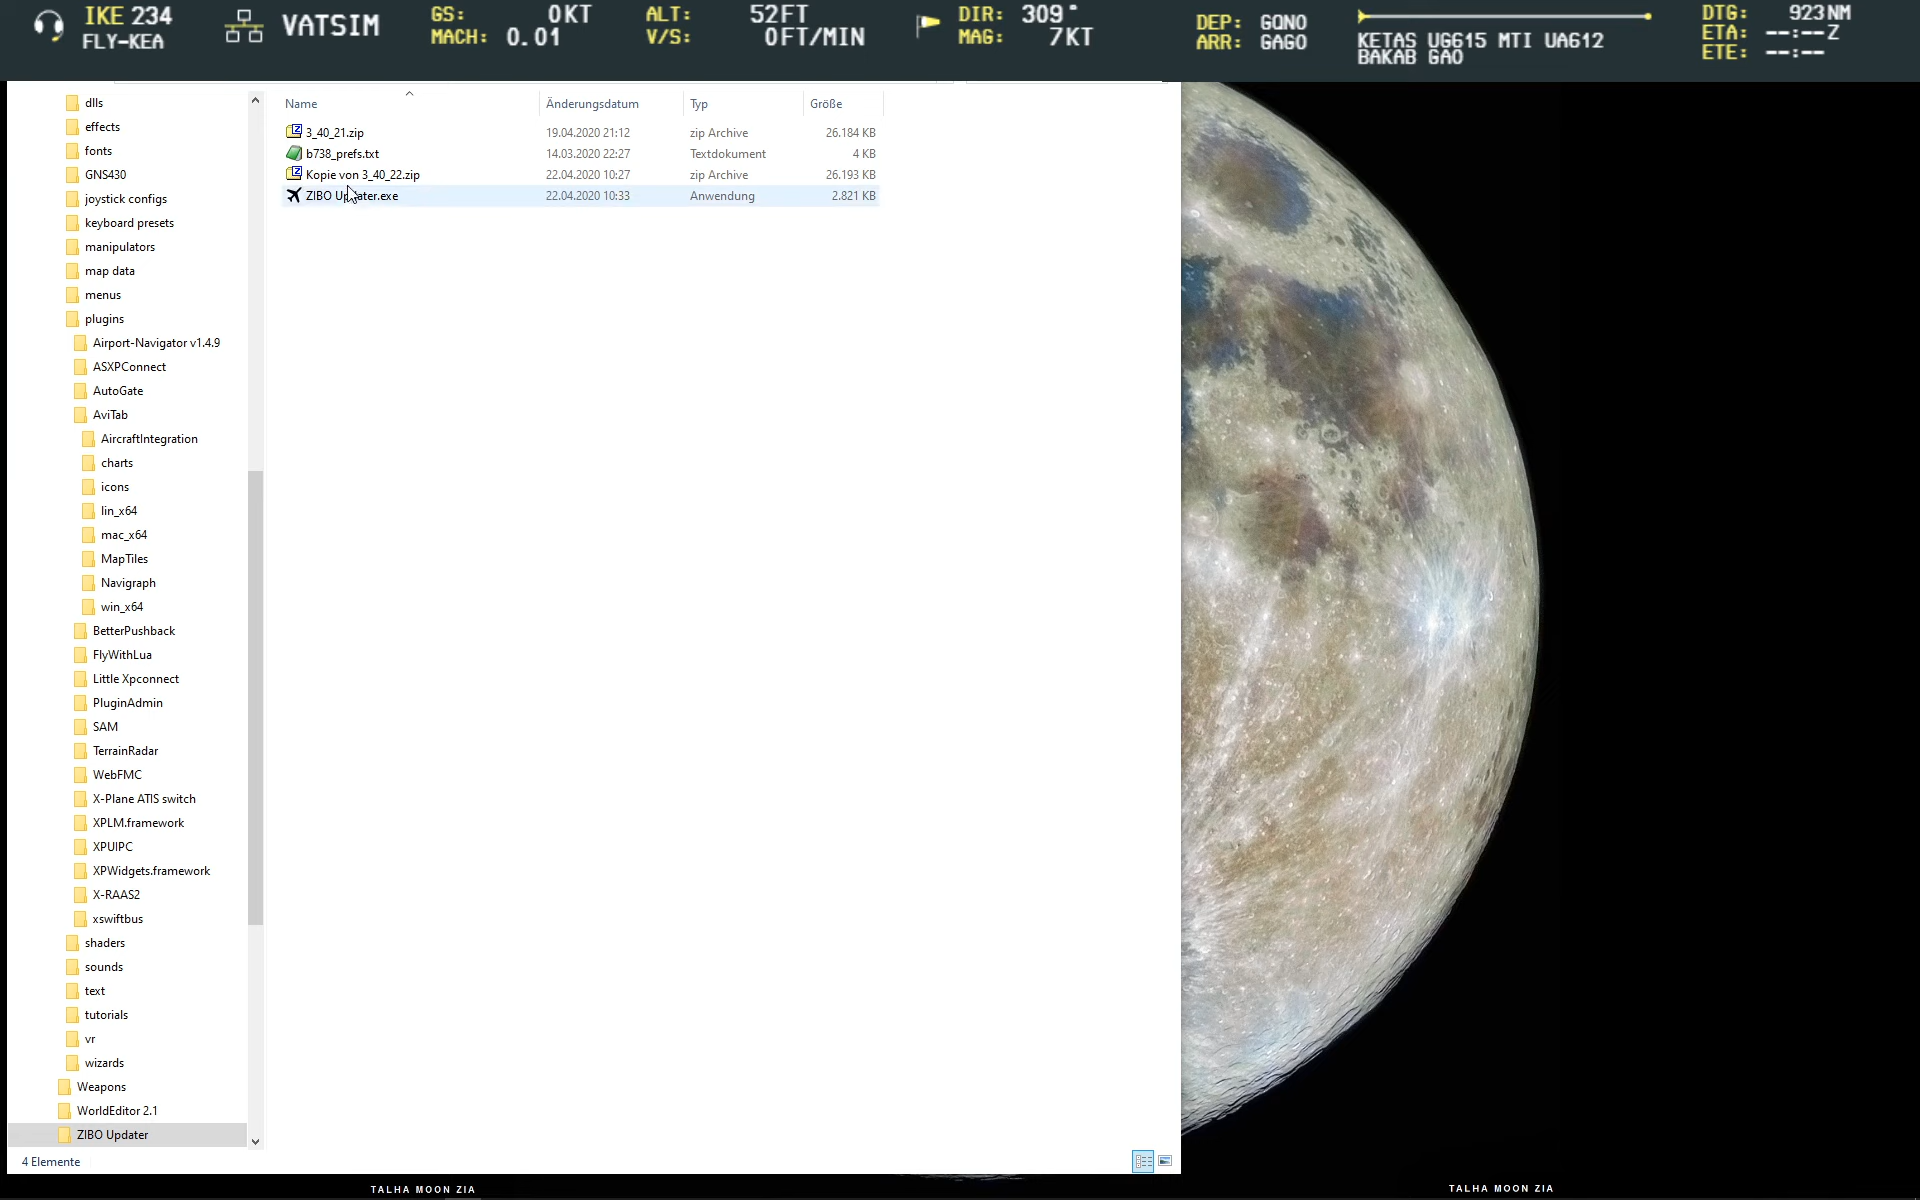 IKE 234
FLY-KEA
VATSIM
GS: 0KT
MACH: 0.01
ALT: 52FT
V/S: 0FT/MIN
DIR: 309°
MAG: 7KT
DEP: GQNO
ARR: GAGO
KETAS UG615 MTI UA612
BAKAB GAO
DTG: 923NM
ETA: --:--Z
ETE: --:--
dlls
effects
fonts
GNS430
joystick configs
keyboard presets
manipulators
map data
menus
plugins
Airport-Navigator v1.4.9
ASXPConnect
AutoGate
AviTab
AircraftIntegration
charts
icons
lin_x64
mac_x64
MapTiles
Navigraph
win_x64
BetterPushback
FlyWithLua
Little Xpconnect
PluginAdmin
SAM
TerrainRadar
WebFMC
X-Plane ATIS switch
XPLM.framework
XPUIPC
XPWidgets.framework
X-RAAS2
xswiftbus
shaders
sounds
text
tutorials
vr
wizards
Weapons
WorldEditor 2.1
ZIBO Updater
Name Änderungsdatum Typ Größe
3_40_21.zip 19.04.2020 21:12 zip Archive 26.184 KB
b738_prefs.txt 14.03.2020 22:27 Textdokument 4 KB
Kopie von 3_40_22.zip 22.04.2020 10:27 zip Archive 26.193 KB
ZIBO Updater.exe 22.04.2020 10:33 Anwendung 2.821 KB
4 Elemente
TALHA MOON ZIA
TALHA MOON ZIA